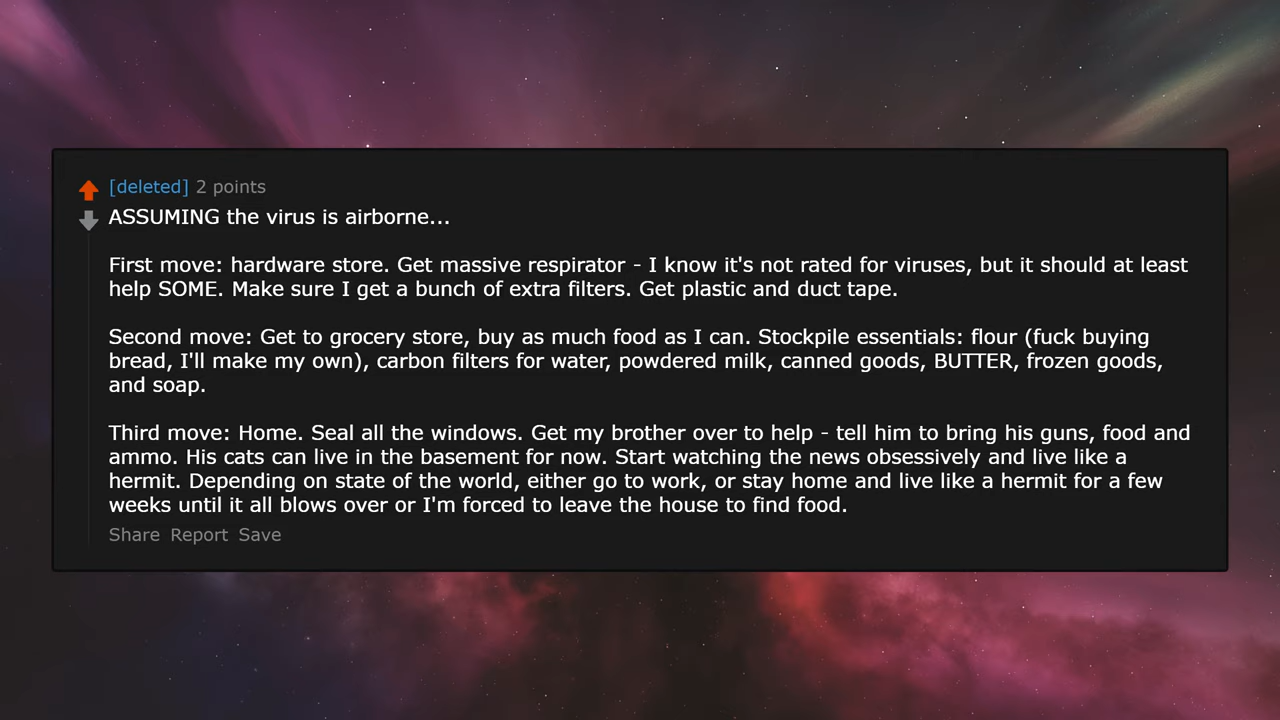 [deleted] 2 points
ASSUMING the virus is airborne...
First move: hardware store. Get massive respirator - I know it's not rated for viruses, but it should at least
help SOME. Make sure I get a bunch of extra filters. Get plastic and duct tape.
Second move: Get to grocery store, buy as much food as I can. Stockpile essentials: flour (fuck buying
bread, I'll make my own), carbon filters for water, powdered milk, canned goods, BUTTER, frozen goods,
and soap.
Third move: Home. Seal all the windows. Get my brother over to help - tell him to bring his guns, food and
ammo. His cats can live in the basement for now. Start watching the news obsessively and live like a
hermit. Depending on state of the world, either go to work, or stay home and live like a hermit for a few
weeks until it all blows over or I'm forced to leave the house to find food.
Share Report Save